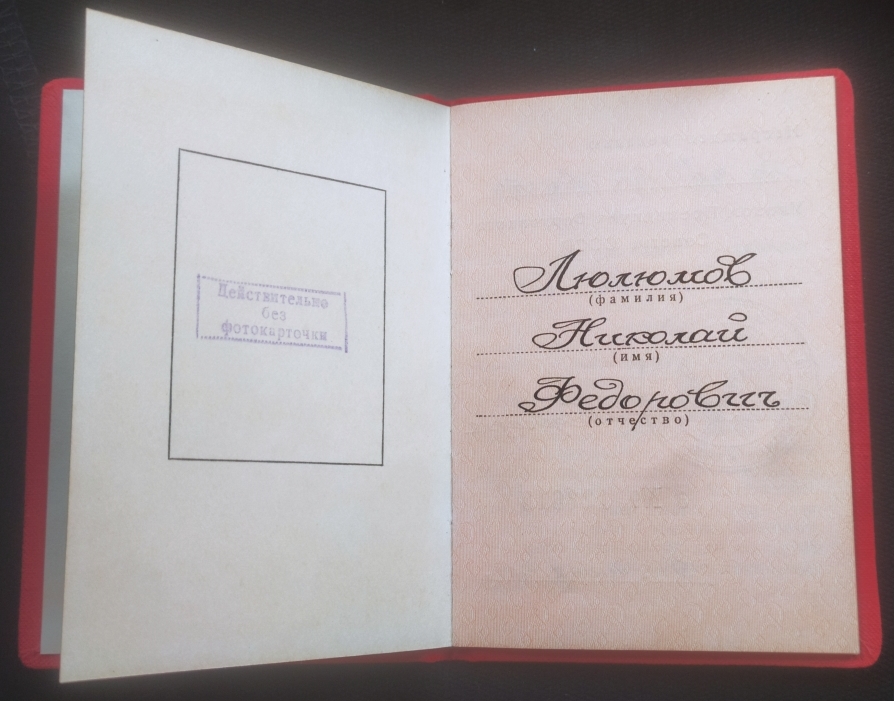 Действительно
без
фотокарточки
Люлюмов
(фамилия)
Николай
(имя)
Федорович
(отчество)